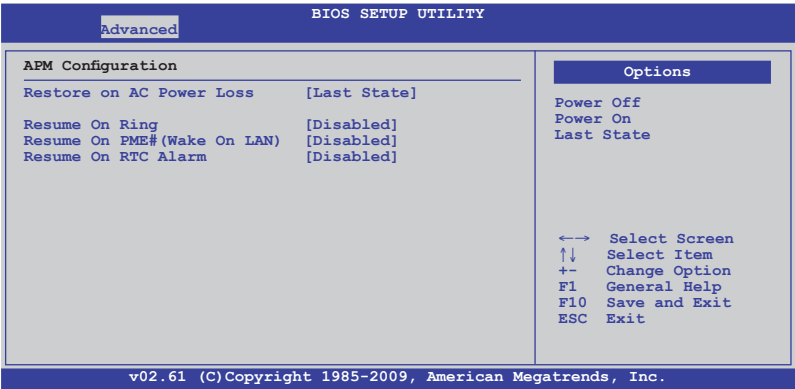 BIOS SETUP UTILITY
Advanced
APM Configuration
Restore on AC Power Loss [Last State]
Resume On Ring [Disabled]
Resume On PME#(Wake On LAN) [Disabled]
Resume On RTC Alarm [Disabled]
Options
Power Off
Power On
Last State
←→ Select Screen
↑↓ Select Item
+- Change Option
F1 General Help
F10 Save and Exit
ESC Exit
v02.61 (C)Copyright 1985-2009, American Megatrends, Inc.